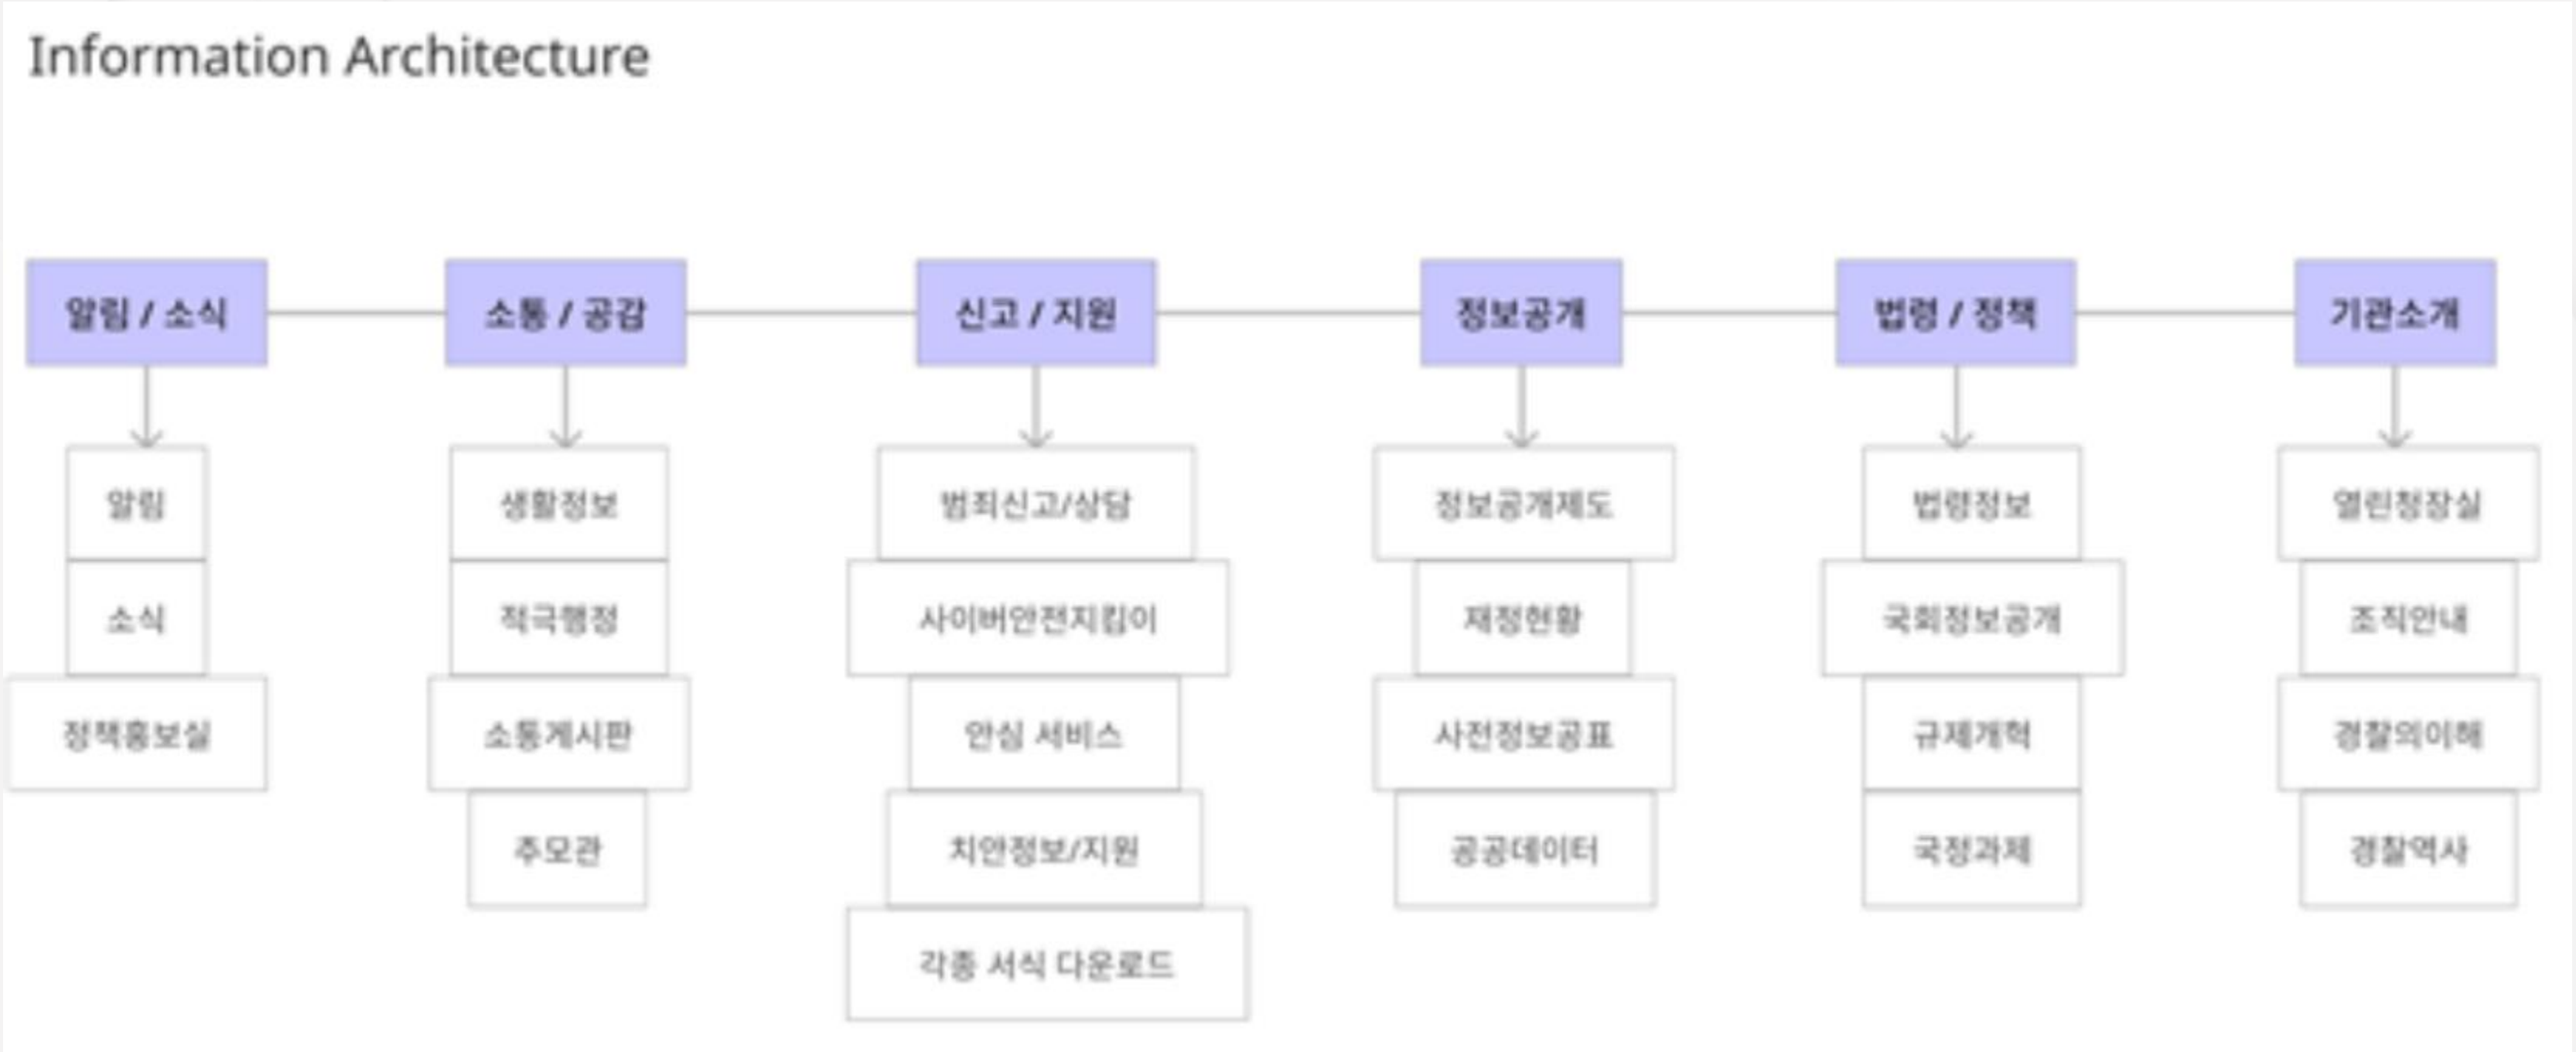 Information Architecture
알림 / 소식
소통 / 공감
신고 / 지원
정보공개
법령 / 정책
기관소개
알림
생활정보
범죄신고/상담
정보공개제도
법령정보
열린청장실
소식
적극행정
사이버안전지킴이
재정현황
국회정보공개
조직안내
정책홍보실
소통게시판
안심 서비스
사전정보공표
규제개혁
경찰의이해
추모관
치안정보/지원
공공데이터
국정과제
경찰역사
각종 서식 다운로드